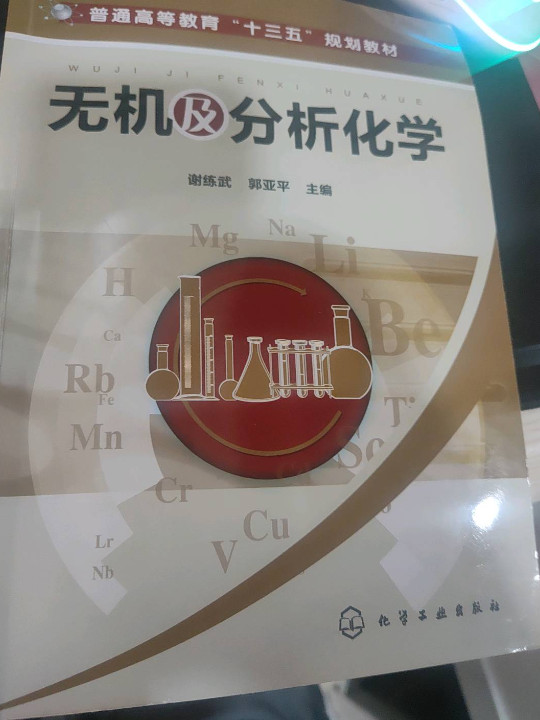 普通高等教育“十三五”规划教材
WUJI JI FENXI HUAXUE
无机及分析化学
谢练武 郭亚平 主编
Mg
Na
Li
H
Be
Ca
Rb
Fe
Mn
Cr
Cu
V
Lr
Nb
化学工业出版社